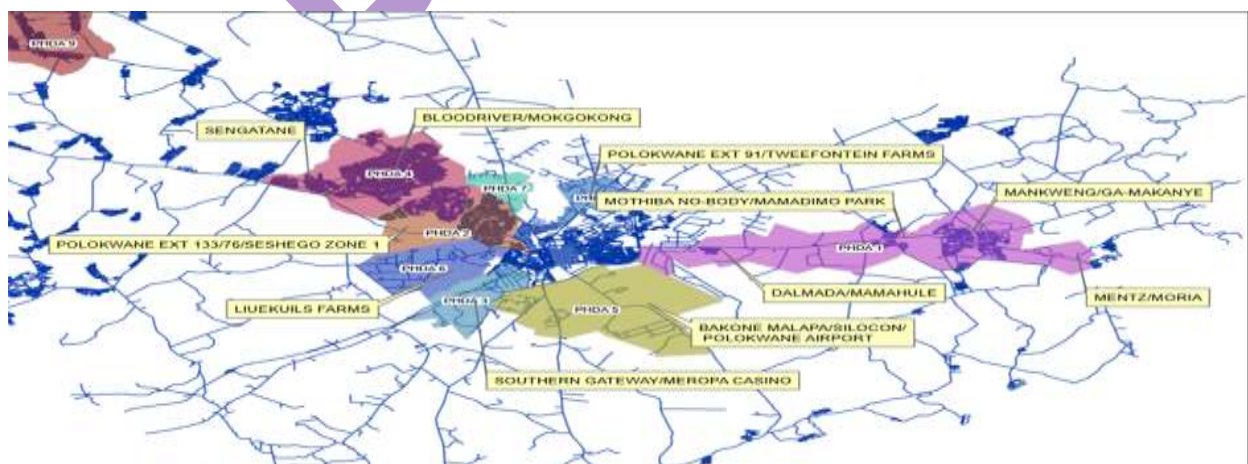 PHDA 9
BLOODRIVER/MOKGOKONG
SENGATANE
POLOKWANE EXT 91/TWEEFONTEIN FARMS
PHDA 4
PHDA 7
MANKWENG/GA-MAKANYE
MOTHIBA NO-BODY/MAMADIMO PARK
PHDA 2
POLOKWANE EXT 133/76/SESHEGO ZONE 1
PHDA 1
PHDA 6
DALMADA/MAMAHULE
MENTZ/MORIA
LIUEKUILS FARMS
PHDA 3
PHDA 5
BAKONE MALAPA/SILOCON/
POLOKWANE AIRPORT
SOUTHERN GATEWAY/MEROPA CASINO